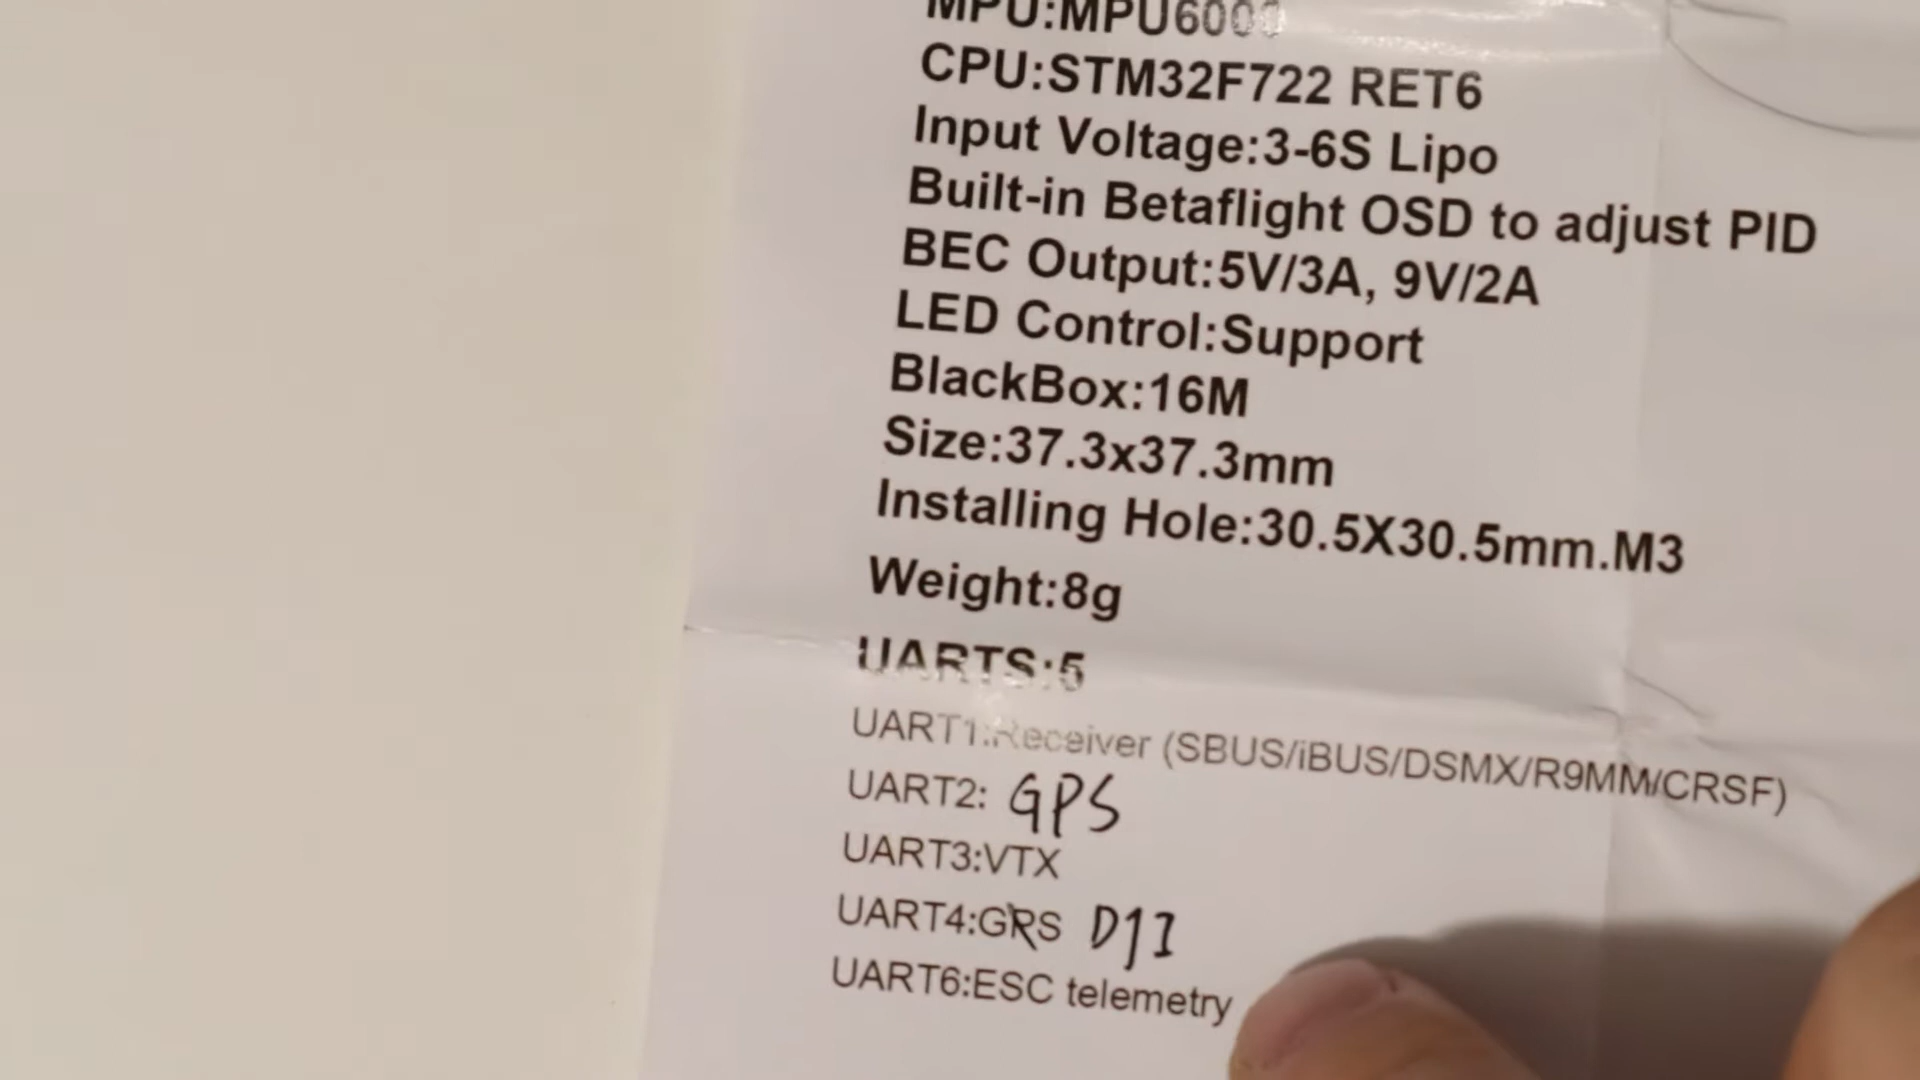 MPU:MPU6000
CPU:STM32F722 RET6
Input Voltage:3-6S Lipo
Built-in Betaflight OSD to adjust PID
BEC Output:5V/3A, 9V/2A
LED Control:Support
BlackBox:16M
Size:37.3x37.3mm
Installing Hole:30.5X30.5mm.M3
Weight:8g
UARTS:5
UART1:Receiver (SBUS/iBUS/DSMX/R9MM/CRSF)
UART2: GPS
UART3:VTX
UART4:GPS DJI
UART6:ESC telemetry